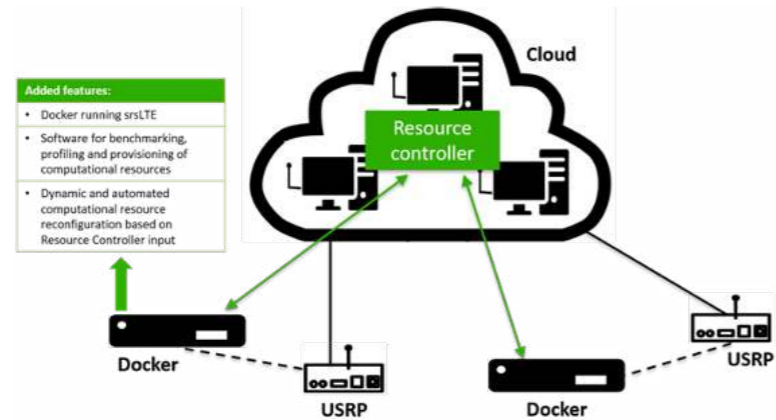 Cloud
Resource
controller
Added features:
• Docker running srsLTE
• Software for benchmarking,
profiling and provisioning of
computational resources
• Dynamic and automated
computational resource
reconfiguration based on
Resource Controller input
Docker
USRP
Docker
USRP